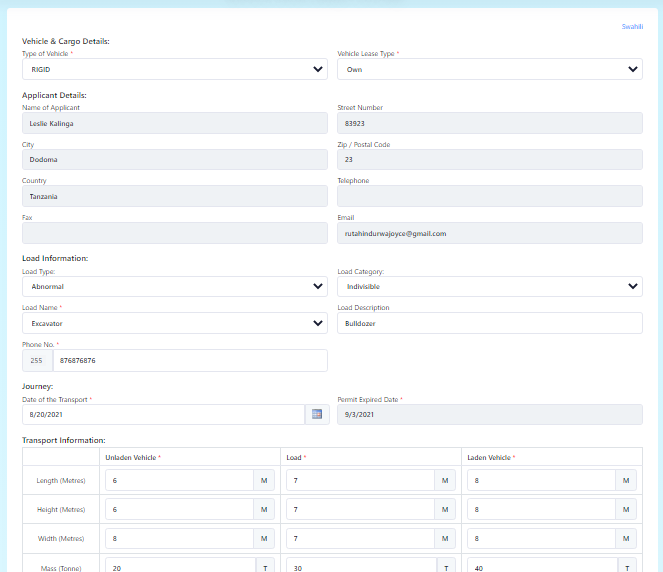 Swahili
Vehicle & Cargo Details:
Type of Vehicle * Vehicle Lease Type *
RIGID Own
Applicant Details:
Name of Applicant Street Number
Leslie Kalinga 83923
City Zip / Postal Code
Dodoma 23
Country Telephone
Tanzania
Fax Email
rutahindurwajoyce@gmail.com
Load Information:
Load Type: Load Category:
Abnormal Indivisible
Load Name * Load Description
Excavator Bulldozer
Phone No. *
255 876876876
Journey:
Date of the Transport * Permit Expired Date *
8/20/2021 9/3/2021
Transport Information:
Unladen Vehicle * Load * Laden Vehicle *
Length (Metres) 6 M 7 M 8 M
Height (Metres) 6 M 7 M 8 M
Width (Metres) 8 M 7 M 8 M
Mass (Tonne) 20 T 30 T 40 T